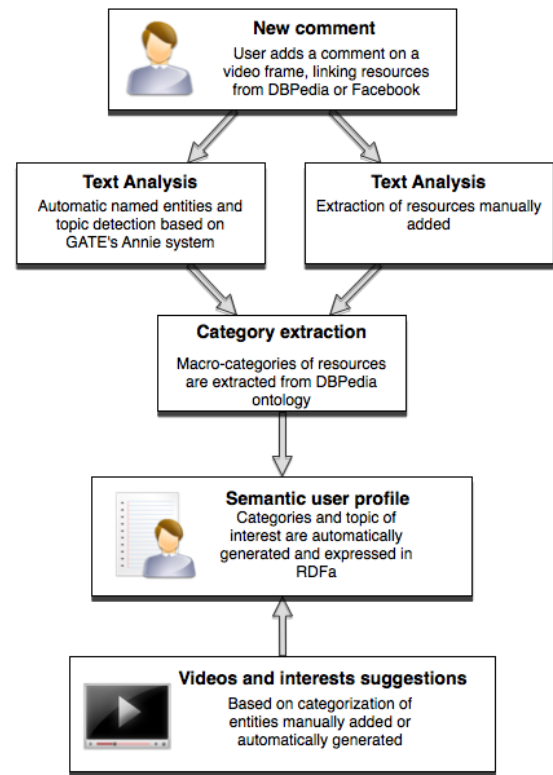 New comment
User adds a comment on a
video frame, linking resources
from DBPedia or Facebook
Text Analysis
Automatic named entities and
topic detection based on
GATE's Annie system
Text Analysis
Extraction of resources manually
added
Category extraction
Macro-categories of resources
are extracted from DBPedia
ontology
Semantic user profile
Categories and topic of
interest are automatically
generated and expressed in
RDFa
Videos and interests suggestions
Based on categorization of
entities manually added or
automatically generated